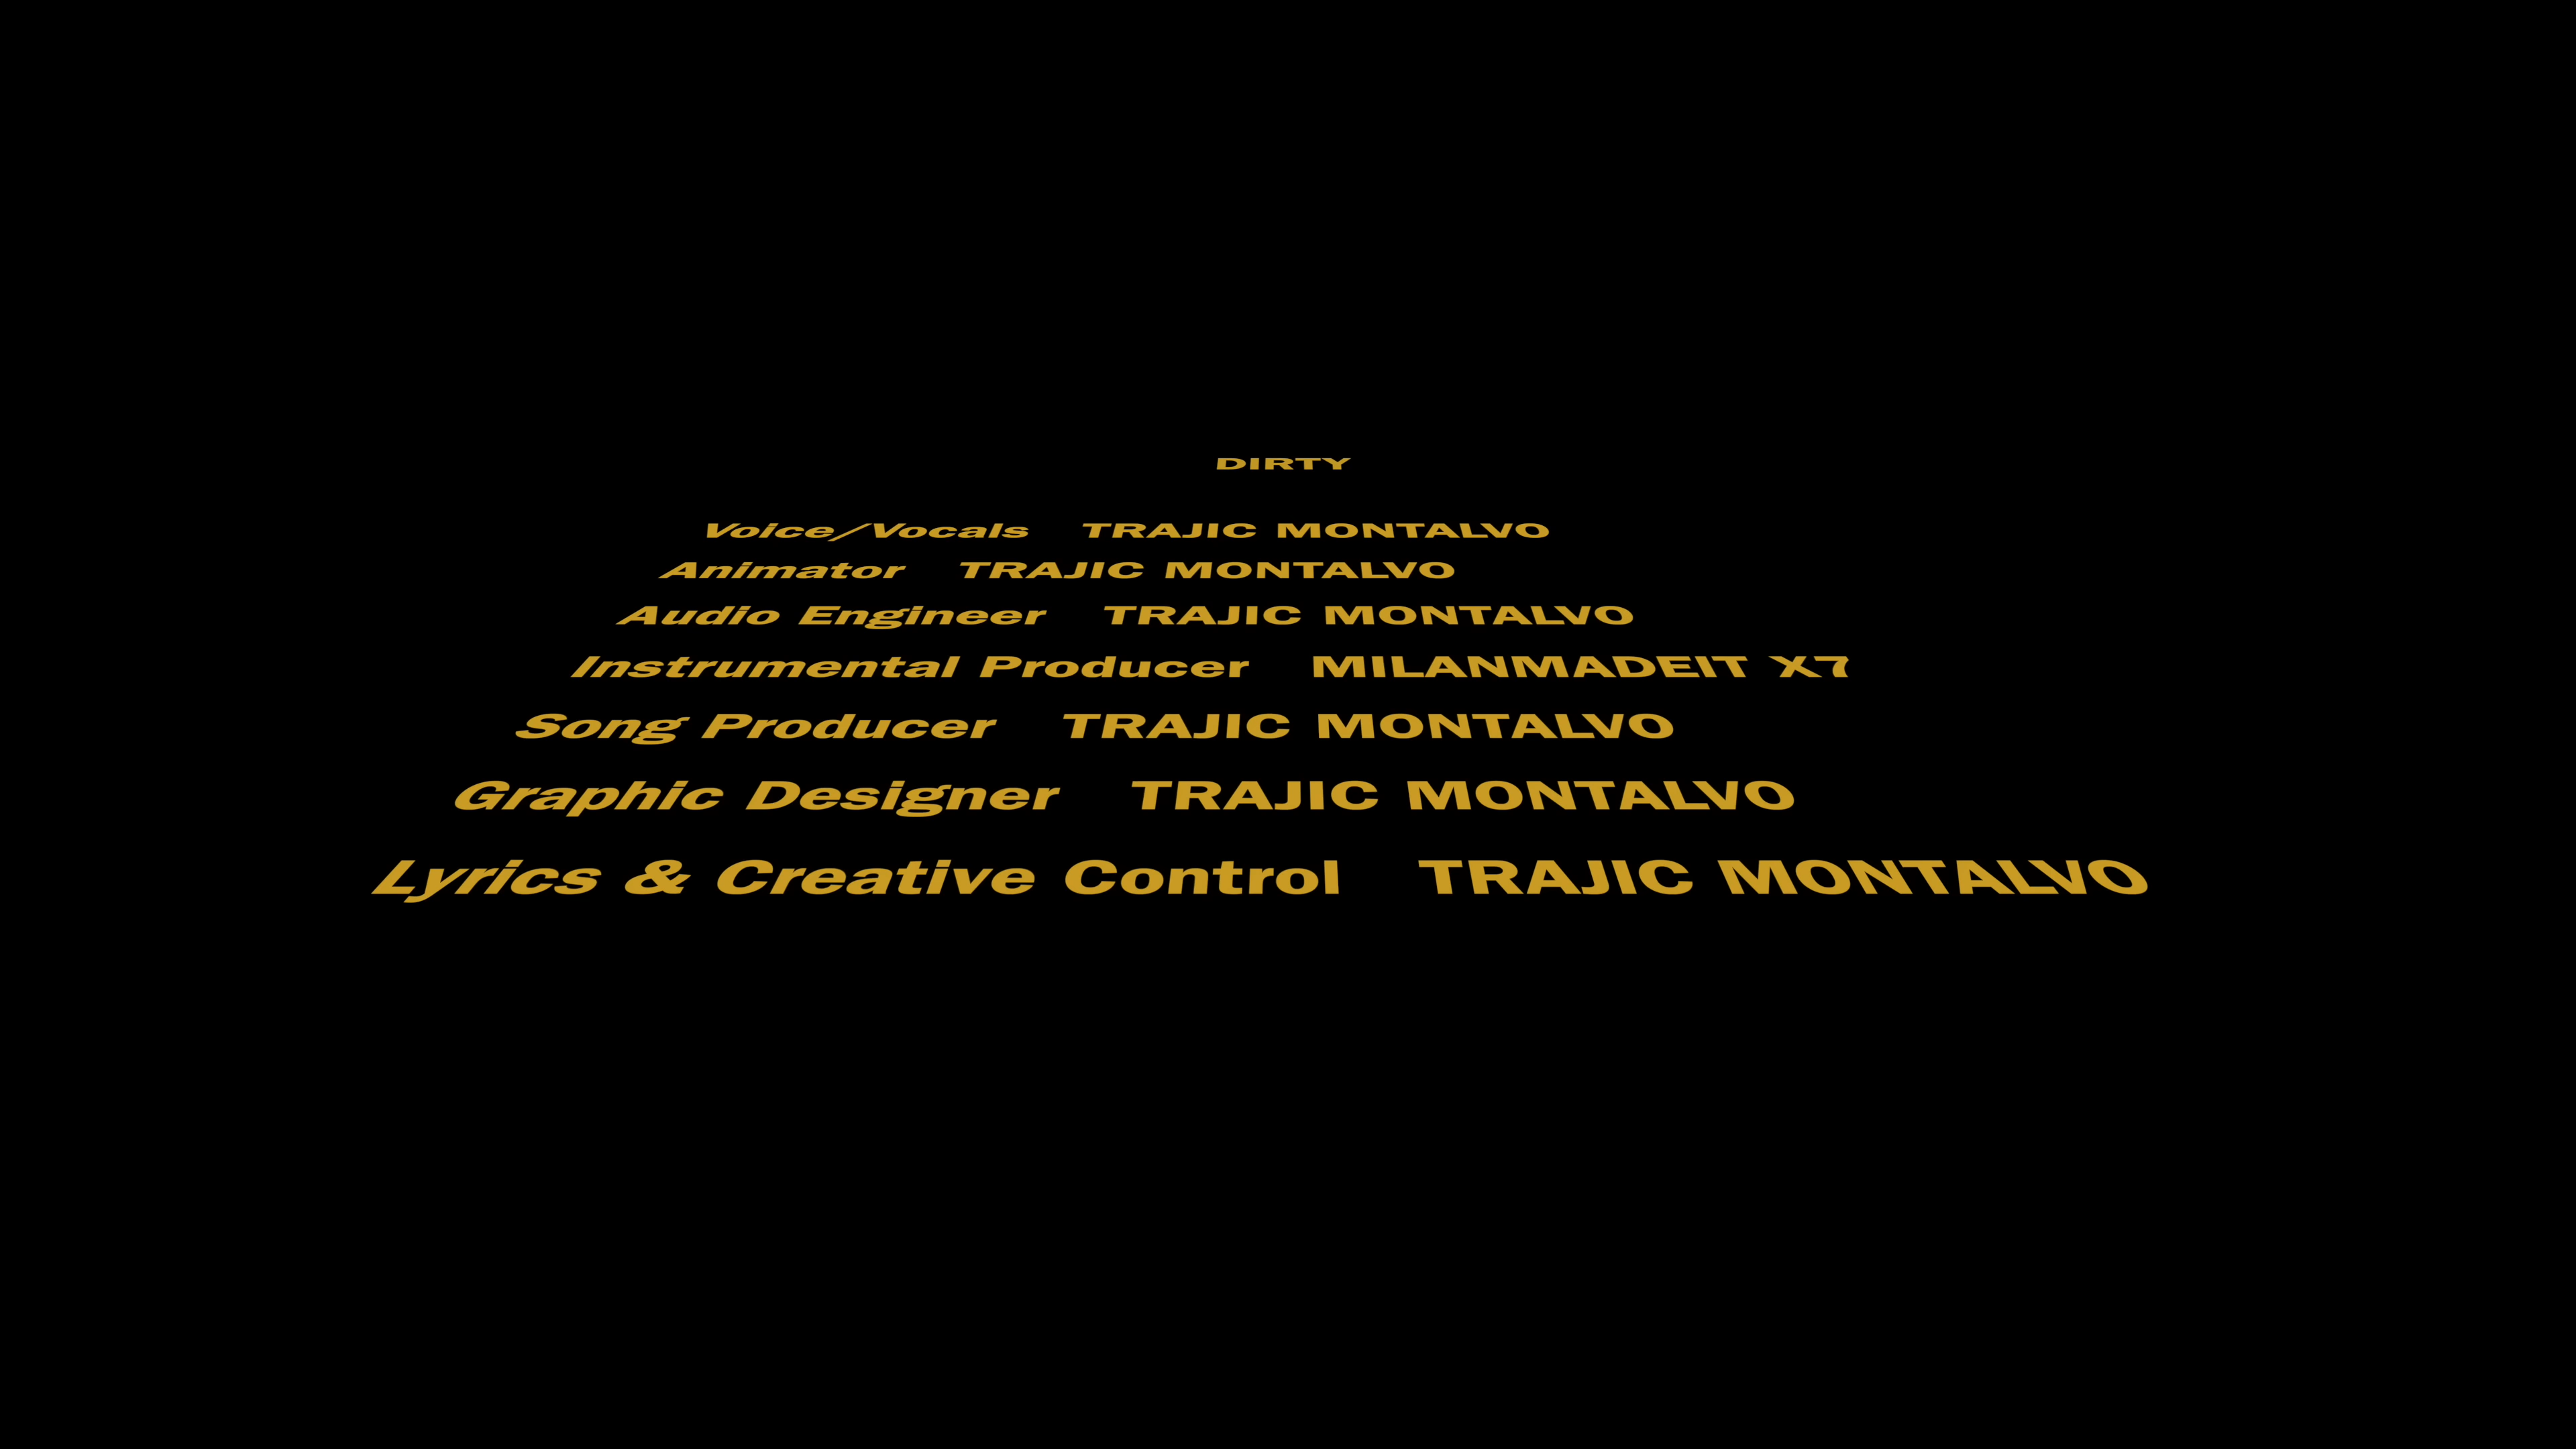 DIRTY
Voice/Vocals TRAJIC MONTALVO
Animator TRAJIC MONTALVO
Audio Engineer TRAJIC MONTALVO
Instrumental Producer MILANMADEIT X7
Song Producer TRAJIC MONTALVO
Graphic Designer TRAJIC MONTALVO
Lyrics & Creative Control TRAJIC MONTALVO